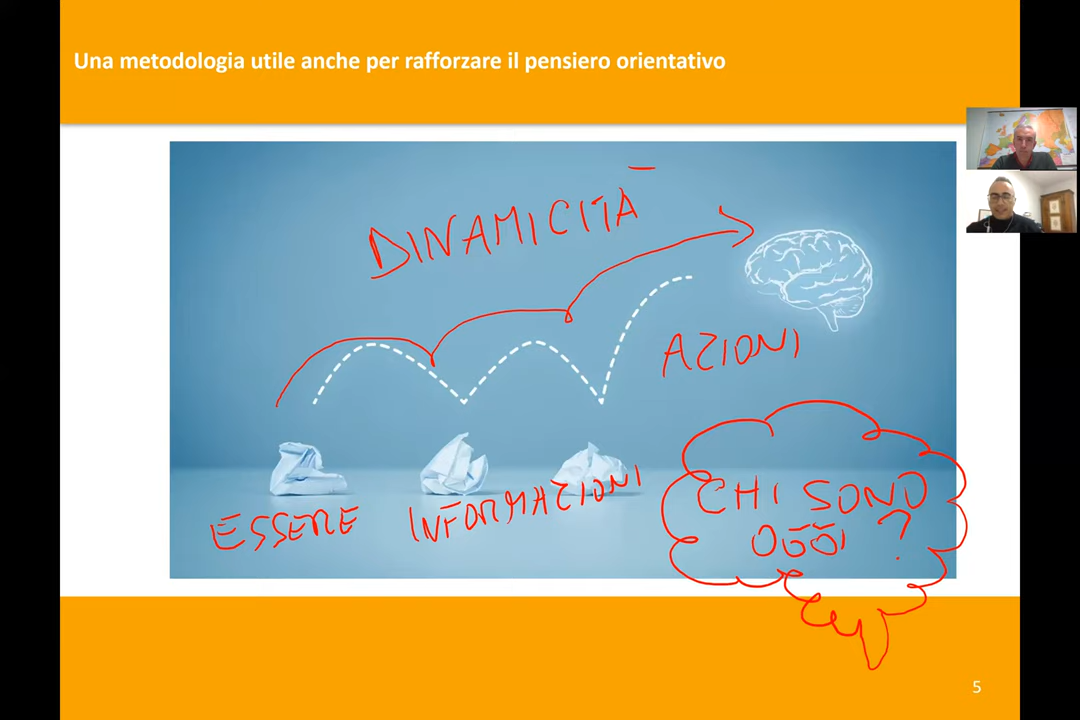 Una metodologia utile anche per rafforzare il pensiero orientativo
DINAMICITÀ
AZIONI
ESSERE
INFORMAZIONI
CHI SONO
OGGI ?
5